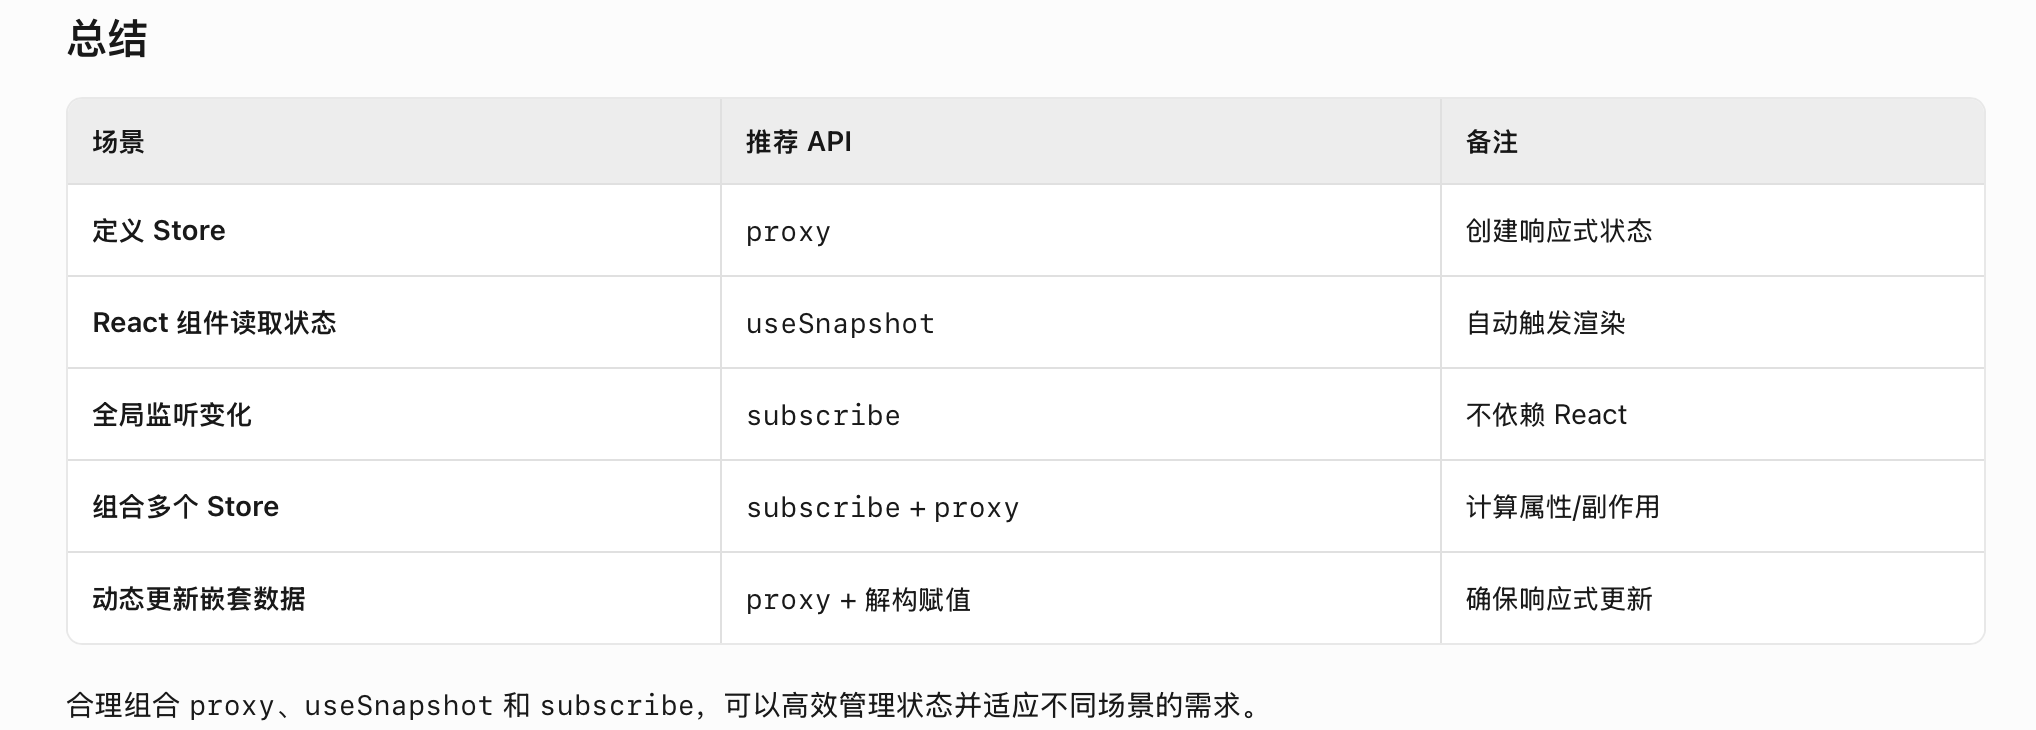 总结
场景 推荐 API 备注
定义 Store proxy 创建响应式状态
React 组件读取状态 useSnapshot 自动触发渲染
全局监听变化 subscribe 不依赖 React
组合多个 Store subscribe + proxy 计算属性/副作用
动态更新嵌套数据 proxy + 解构赋值 确保响应式更新
合理组合 proxy、useSnapshot 和 subscribe，可以高效管理状态并适应不同场景的需求。